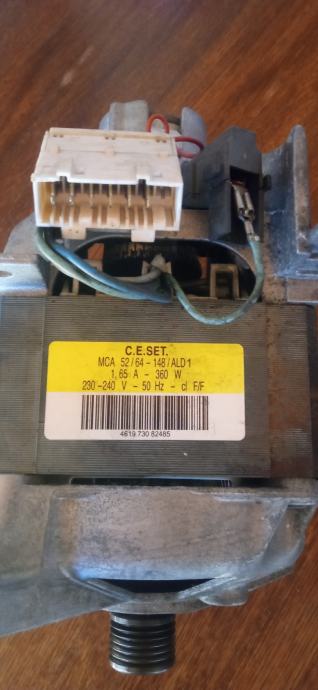 C.E.SET.
MCA 52/64-148/ALD1
1,65 A - 360 W
230-240 V - 50 Hz - cl F/F
4619 730 82485